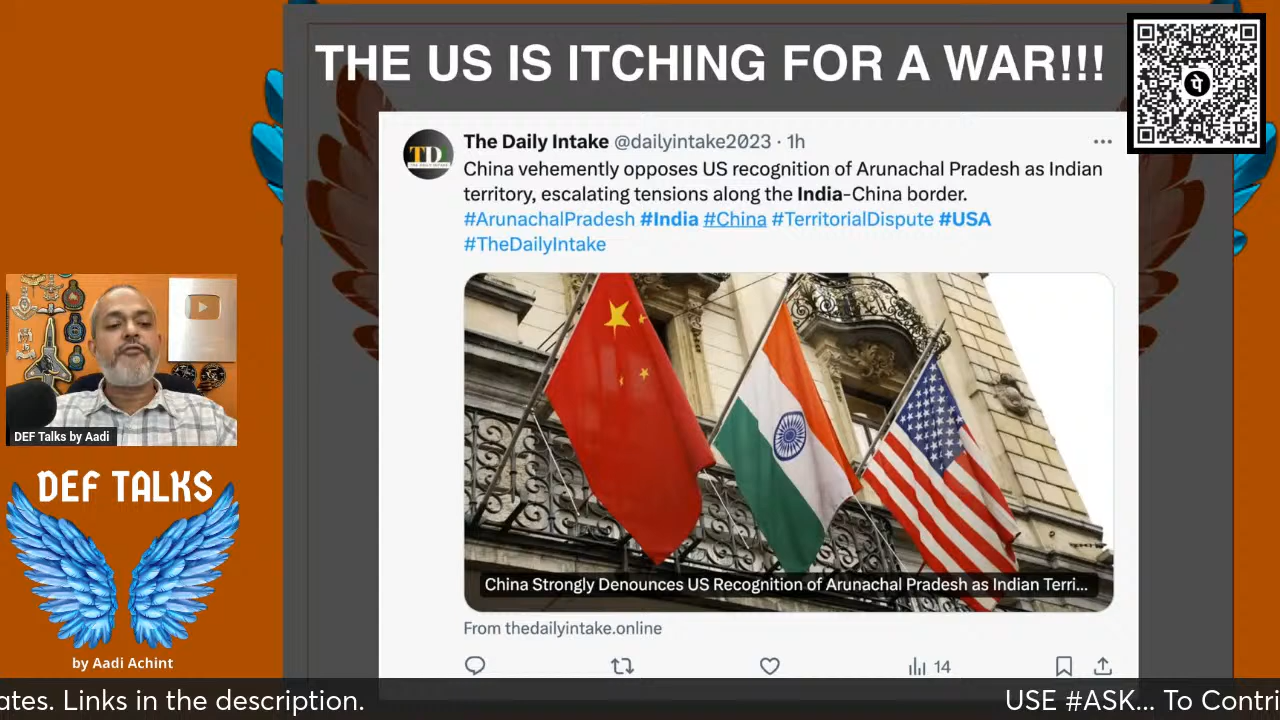 THE US IS ITCHING FOR A WAR!!!
पे
The Daily Intake @dailyintake2023 · 1h
China vehemently opposes US recognition of Arunachal Pradesh as Indian
territory, escalating tensions along the India-China border.
#ArunachalPradesh #India #China #TerritorialDispute #USA
#TheDailyIntake
TD
China Strongly Denounces US Recognition of Arunachal Pradesh as Indian Terri...
From thedailyintake.online
14
DEF Talks by Aadi
DEF TALKS
by Aadi Achint
ates. Links in the description.
USE #ASK... To Contri